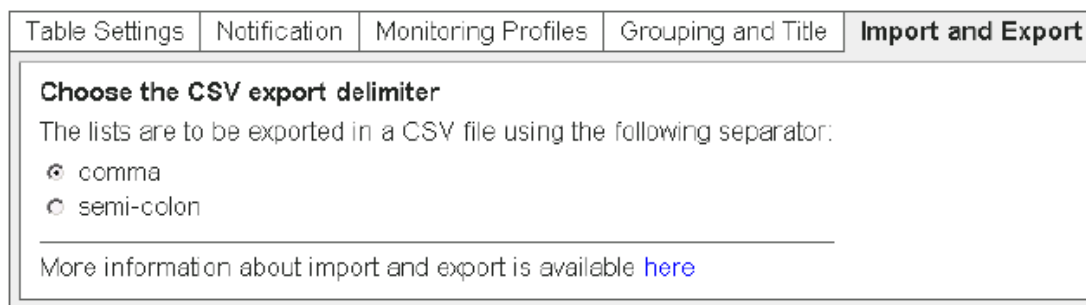 Table Settings Notification Monitoring Profiles Grouping and Title Import and Export
Choose the CSV export delimiter
The lists are to be exported in a CSV file using the following separator:
comma
semi-colon
More information about import and export is available here